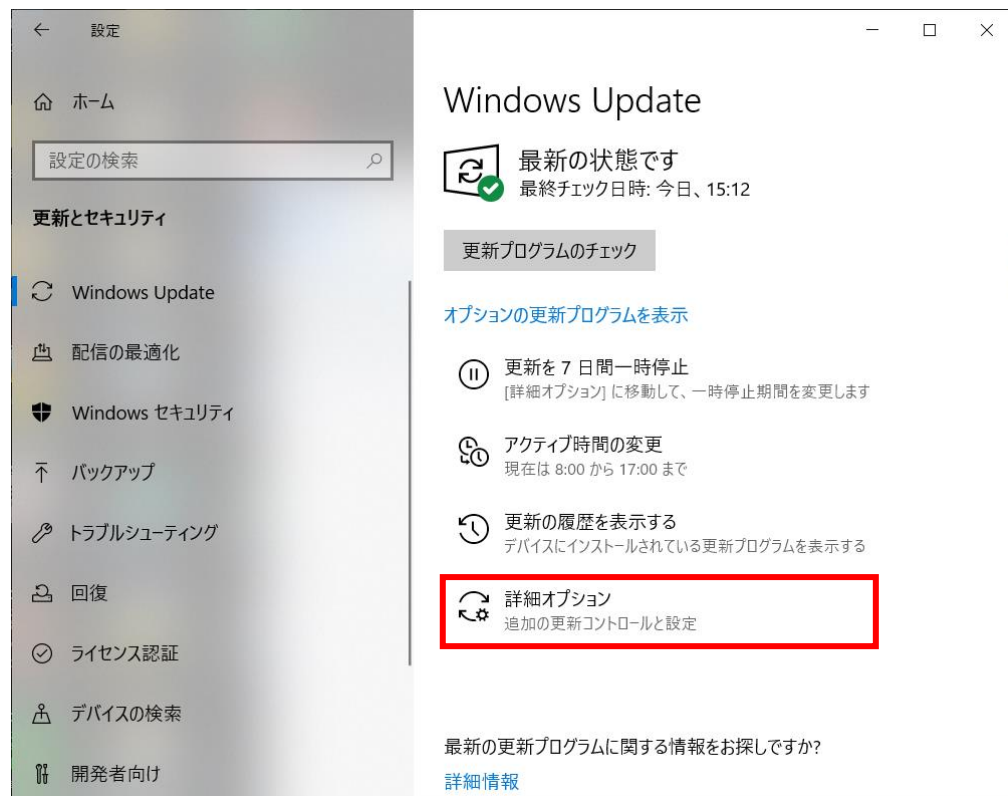 設定
ホーム
設定の検索
更新とセキュリティ
Windows Update
配信の最適化
Windows セキュリティ
バックアップ
トラブルシューティング
回復
ライセンス認証
デバイスの検索
開発者向け
Windows Update
最新の状態です
最終チェック日時: 今日、15:12
更新プログラムのチェック
オプションの更新プログラムを表示
更新を 7 日間一時停止
[詳細オプション] に移動して、一時停止期間を変更します
アクティブ時間の変更
現在は 8:00 から 17:00 まで
更新の履歴を表示する
デバイスにインストールされている更新プログラムを表示する
詳細オプション
追加の更新コントロールと設定
最新の更新プログラムに関する情報をお探しですか?
詳細情報